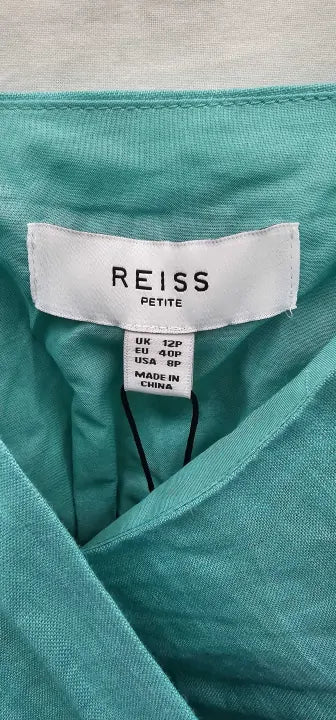 REISS
PETITE
UK 12P
EU 40P
USA 8P
MADE IN
CHINA